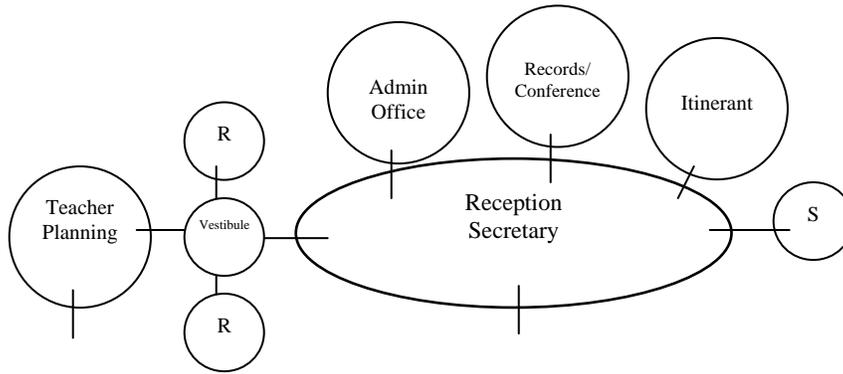 Admin
Office
Records/
Conference
Itinerant
R
Teacher
Planning
Vestibule
Reception
Secretary
S
R